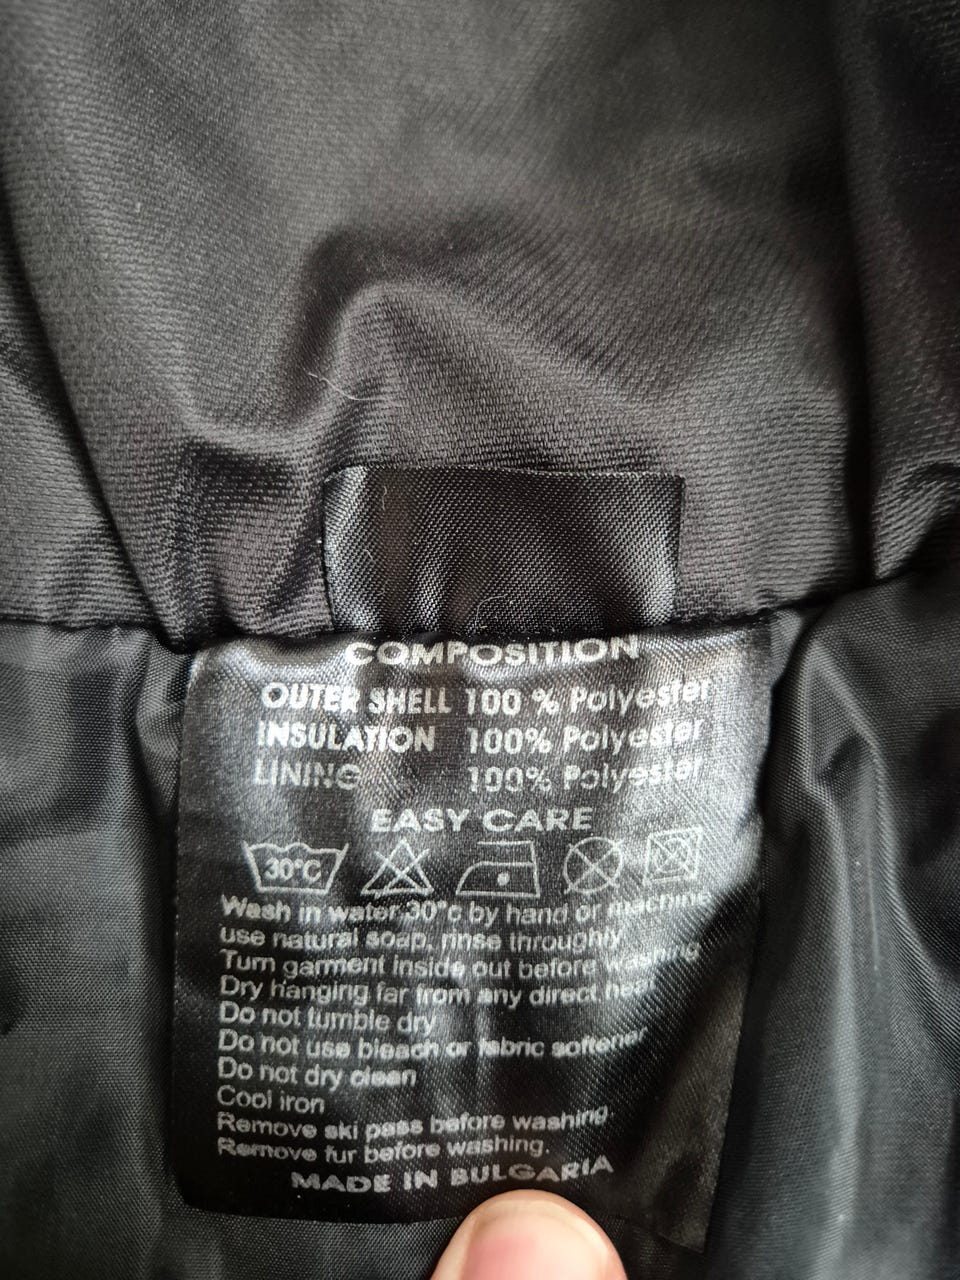 COMPOSITION
OUTER SHELL 100 % Polyester
INSULATION 100% Polyester
LINING 100% Polyester
EASY CARE
30°C
Wash in water 30°c by hand or machine
use natural soap, rinse throughly
Turn garment inside out before washing
Dry hanging far from any direct heat
Do not tumble dry
Do not use bleach or fabric softener
Do not dry clean
Cool iron
Remove ski pass before washing.
Remove fur before washing.
MADE IN BULGARIA